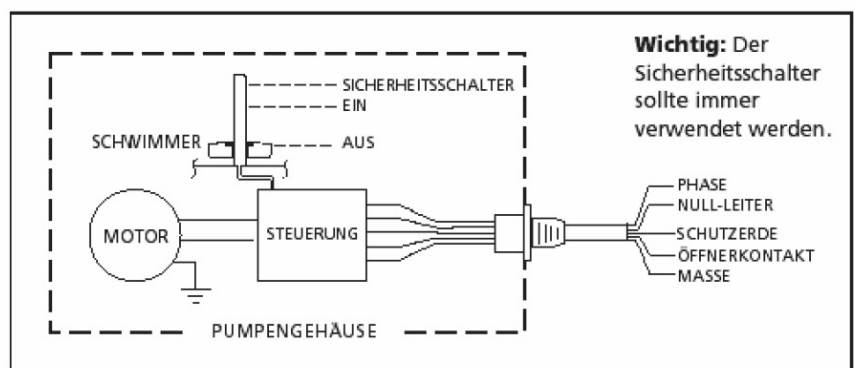 Wichtig: Der
Sicherheitsschalter
sollte immer
verwendet werden.
SICHERHEITSSCHALTER
EIN
SCHWIMMER
AUS
MOTOR
STEUERUNG
PHASE
NULL-LEITER
SCHUTZERDE
ÖFFNERKONTAKT
MASSE
PUMPENGEHÄUSE